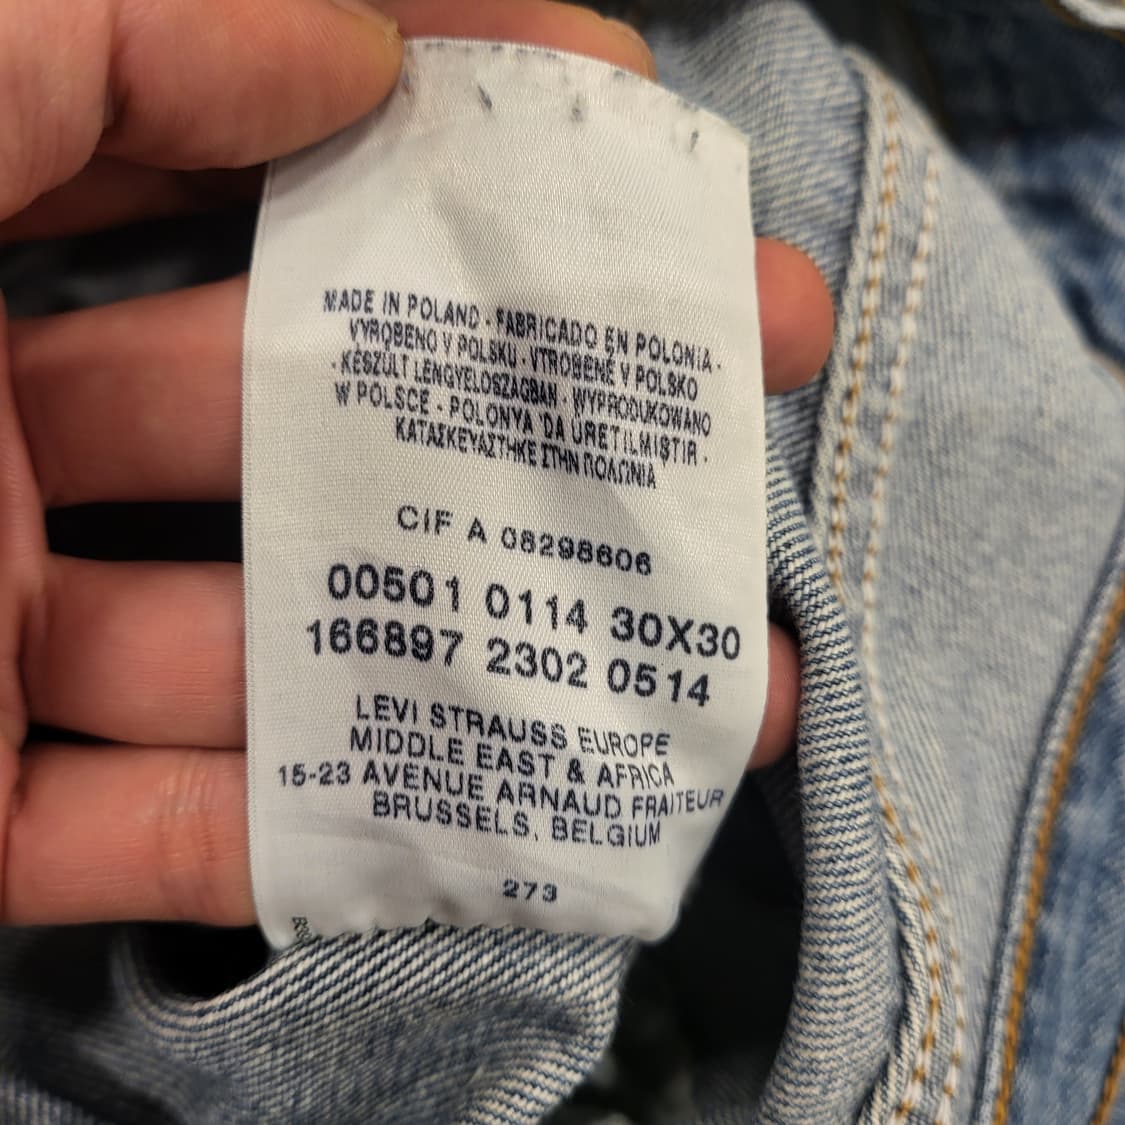 MADE IN POLAND · FABRICADO EN POLONIA ·
VYROBENO V POLSKU · VYROBENÉ V POLSKO
· KÉSZÜLT LENGYELOSZAGBAN · WYPRODUKOWANO
W POLSCE · POLONYA DA ÜRETILMIŞTIR ·
ΚΑΤΑΣΚΕΥΑΣΤΗΚΕ ΣΤΗΝ ΠΟΛΩΝΙΑ
CIF A 08298606
00501 0114 30X30
166897 2302 0514
LEVI STRAUSS EUROPE
MIDDLE EAST & AFRICA
15-23 AVENUE ARNAUD FRAITEUR
BRUSSELS, BELGIUM
273